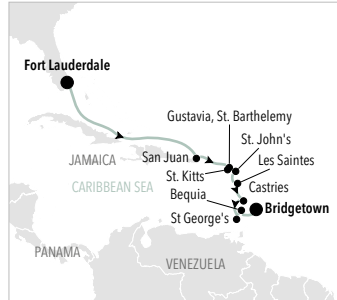 Fort Lauderdale
Gustavia, St. Barthelemy
St. John's
JAMAICA
San Juan
Les Saintes
St. Kitts
CARIBBEAN SEA
Castries
Bequia
Bridgetown
St George's
PANAMA
VENEZUELA